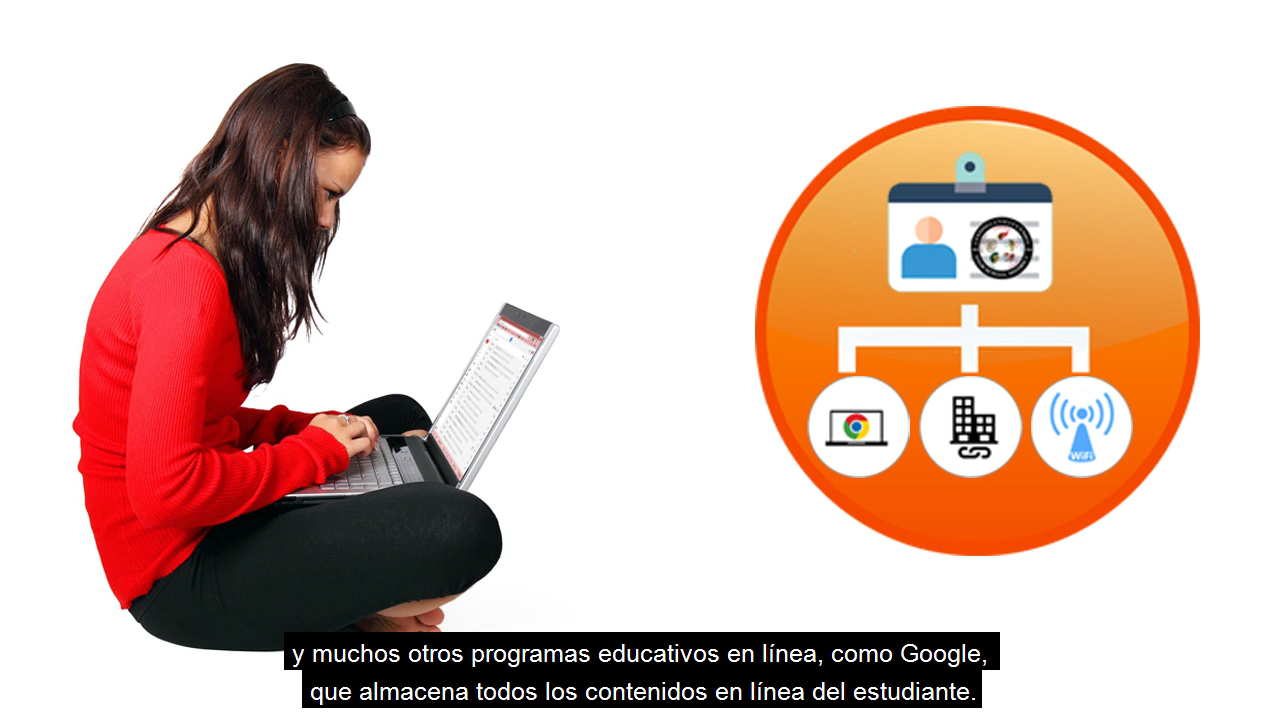 WiFi
y muchos otros programas educativos en línea, como Google,
que almacena todos los contenidos en línea del estudiante.